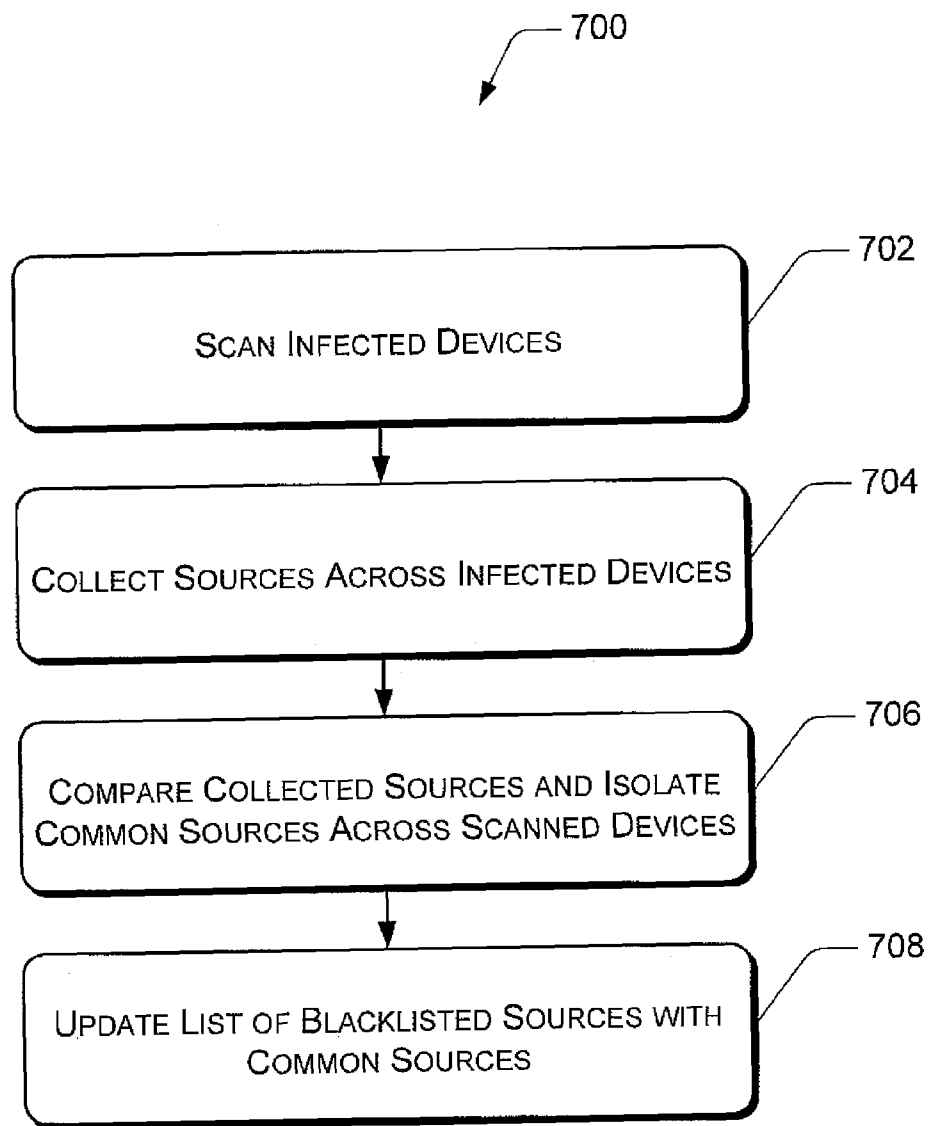 700
702
SCAN INFECTED DEVICES
704
COLLECT SOURCES ACROSS INFECTED DEVICES
706
COMPARE COLLECTED SOURCES AND ISOLATE
COMMON SOURCES ACROSS SCANNED DEVICES
708
UPDATE LIST OF BLACKLISTED SOURCES WITH
COMMON SOURCES